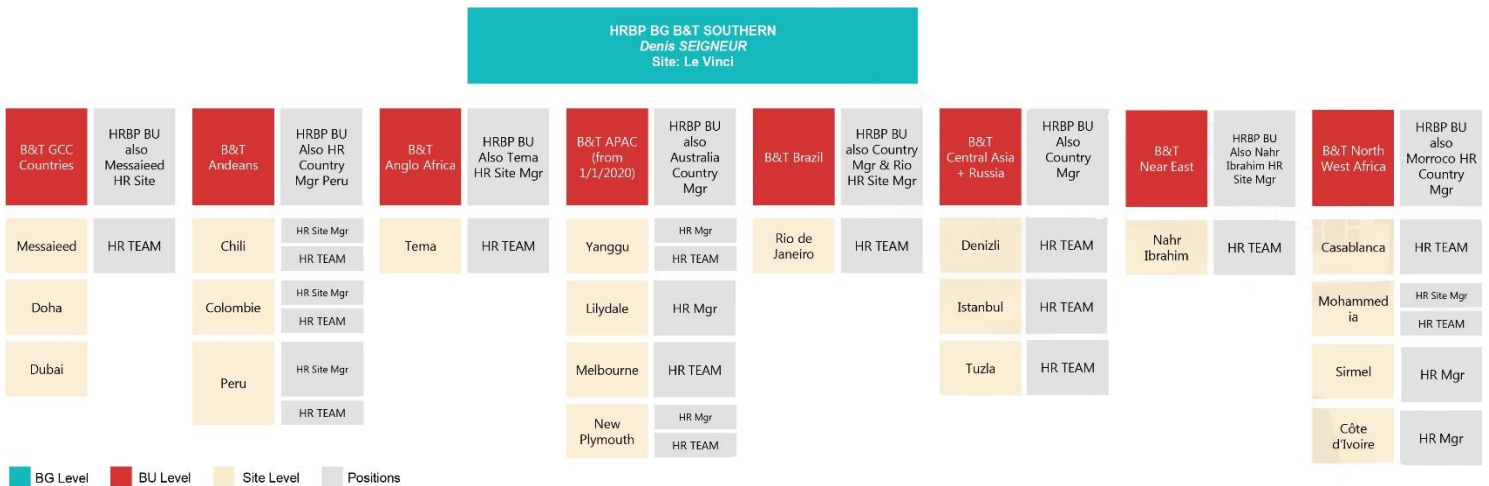 HRBP BG B&T SOUTHERN
Denis SEIGNEUR
Site: Le Vinci
B&T GCC
Countries
HRBP BU
also
Messaieed
HR Site
B&T
Andeans
HRBP BU
Also HR
Country
Mgr Peru
B&T
Anglo Africa
HRBP BU
Also Tema
HR Site Mgr
B&T APAC
(from
1/1/2020)
HRBP BU
also
Australia
Country
Mgr
B&T Brazil
HRBP BU
also Country
Mgr & Rio
HR Site Mgr
B&T
Central Asia
+ Russia
HRBP BU
Also
Country
Mgr
B&T
Near East
HRBP BU
Also Nahr
Ibrahim HR
Site Mgr
B&T North
West Africa
HRBP BU
also
Morroco HR
Country
Mgr
Messaieed
HR TEAM
Doha
Dubai
Chili
HR Site Mgr
HR TEAM
Colombie
HR Site Mgr
HR TEAM
Peru
HR Site Mgr
HR TEAM
Tema
HR TEAM
Yanggu
HR Mgr
HR TEAM
Lilydale
HR Mgr
Melbourne
HR TEAM
New
Plymouth
HR Mgr
HR TEAM
Rio de
Janeiro
HR TEAM
Denizli
HR TEAM
Istanbul
HR TEAM
Tuzla
HR TEAM
Nahr
Ibrahim
HR TEAM
Casablanca
HR TEAM
Mohammed
ia
HR Site Mgr
HR TEAM
Sirmel
HR Mgr
Côte
d'Ivoire
HR Mgr
BG Level
BU Level
Site Level
Positions